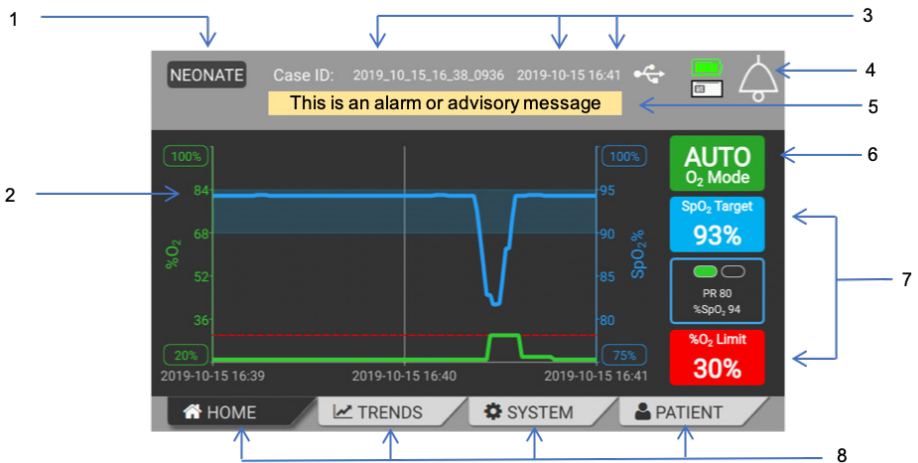 1
3
NEONATE
Case ID: 2019_10_15_16_38_0936 2019-10-15 16:41
4
This is an alarm or advisory message
5
100%
100%
AUTO
O₂ Mode
6
2
84
95
SpO₂ Target
93%
68
90
%O₂
SpO₂%
7
52
85
PR 80
%SpO₂ 94
36
80
%O₂ Limit
30%
20%
75%
2019-10-15 16:39
2019-10-15 16:40
2019-10-15 16:41
HOME
TRENDS
SYSTEM
PATIENT
8